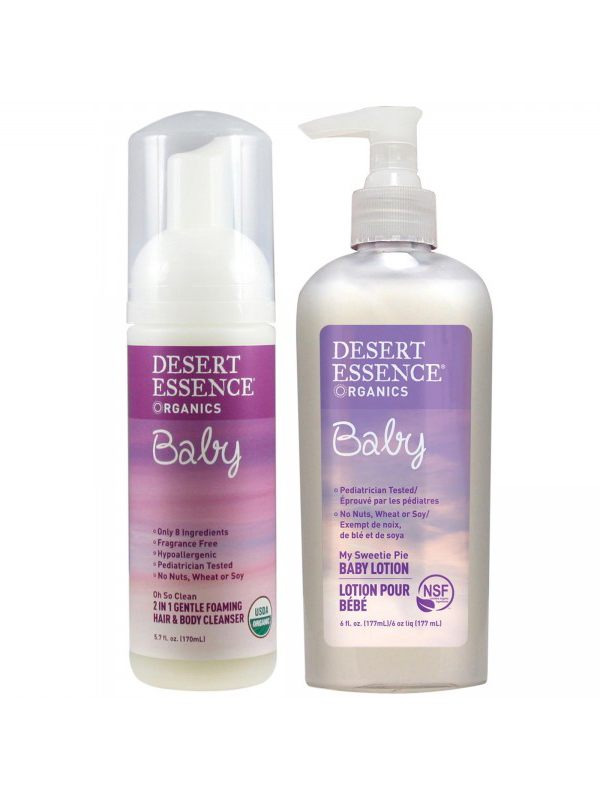 DESERT
ESSENCE®
ORGANICS
Baby
Only 8 Ingredients
Fragrance Free
Hypoallergenic
Pediatrician Tested
No Nuts, Wheat or Soy
Oh So Clean
2 IN 1 GENTLE FOAMING
HAIR & BODY CLEANSER
5.7 fl. oz. (170mL)
USDA
ORGANIC
DESERT
ESSENCE®
ORGANICS
Baby
Pediatrician Tested/
Éprouvé par les pédiatres
No Nuts, Wheat or Soy/
Exempt de noix,
de blé et de soya
My Sweetie Pie
BABY LOTION
LOTION POUR
BÉBÉ
NSF
6 fl. oz. (177mL)/6 oz liq (177 mL)